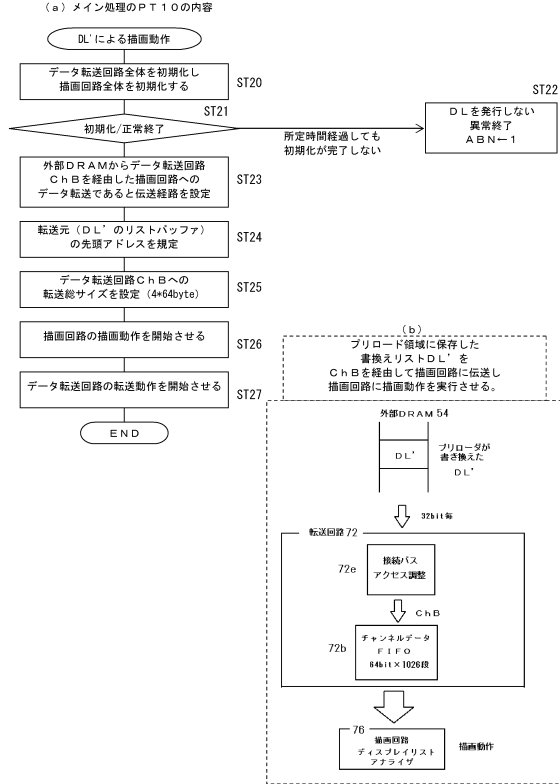 (a) メイン処理のＰＴ１０の内容
DL'による描画動作
データ転送回路全体を初期化し
描画回路全体を初期化する
ST20
ST21
初期化/正常終了
所定時間経過しても
初期化が完了しない
ST22
ＤＬを発行しない
異常終了
ＡＢＮ←１
外部ＤＲＡＭからデータ転送回路
ＣｈＢを経由した描画回路への
データ転送であると伝送経路を設定
ST23
転送元（ＤＬ’のリストバッファ）
の先頭アドレスを規定
ST24
データ転送回路ＣｈＢへの
転送総サイズを設定（4*64byte）
ST25
描画回路の描画動作を開始させる
ST26
データ転送回路の転送動作を開始させる
ST27
ＥＮＤ
(b)
プリロード領域に保存した
書換えリストＤＬ’を
ＣｈＢを経由して描画回路に伝送し
描画回路に描画動作を実行させる。
外部ＤＲＡＭ 54
ＤＬ’
プリローダが
書き換えた
ＤＬ’
32bit毎
転送回路 72
72e
接続バス
アクセス調整
ＣｈＢ
72b
チャンネルデータ
ＦＩＦＯ
64bit×1026段
76
描画回路
ディスプレイリスト
アナライザ
描画動作